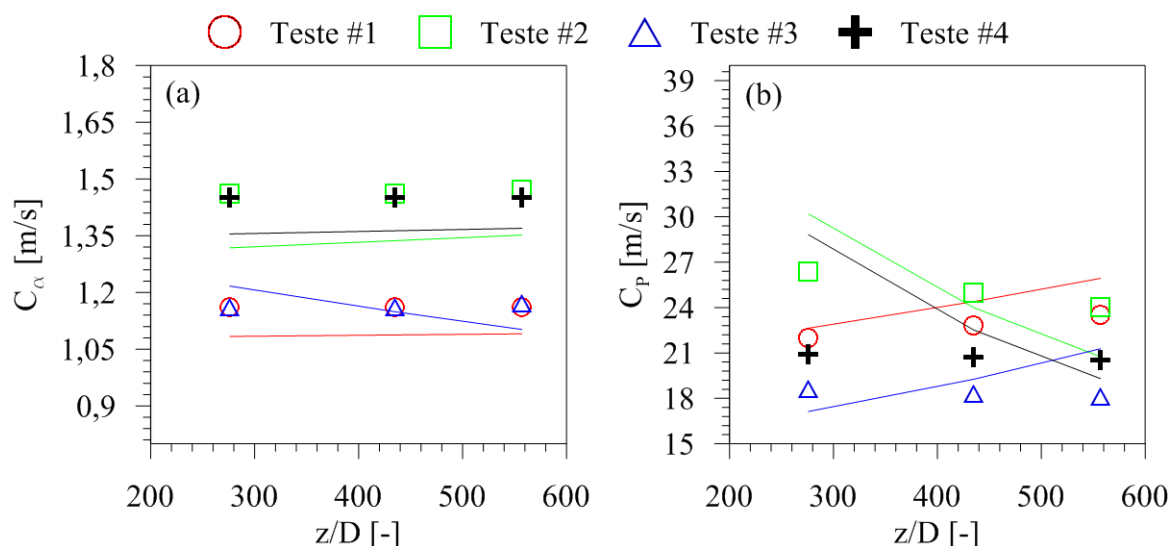 Teste #1 Teste #2 Teste #3 Teste #4
(a)
1,8
1,65
1,5
1,35
1,2
1,05
0,9
Cα [m/s]
200 300 400 500 600
z/D [-]
(b)
39
36
33
30
27
24
21
18
15
CP [m/s]
200 300 400 500 600
z/D [-]